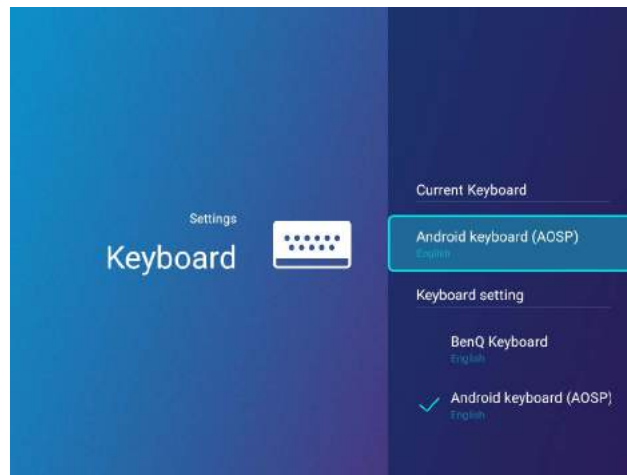 Settings
Keyboard
Current Keyboard
Android keyboard (AOSP)
English
Keyboard setting
BenQ Keyboard
English
Android keyboard (AOSP)
English